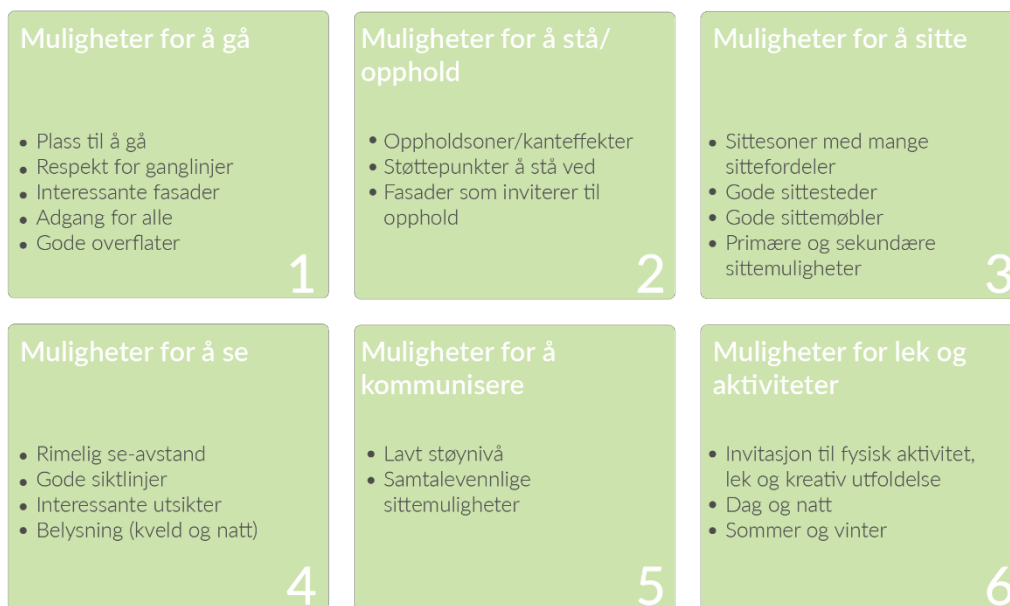 Muligheter for å gå
• Plass til å gå
• Respekt for ganglinjer
• Interessante fasader
• Adgang for alle
• Gode overflater
1
Muligheter for å stå/
opphold
• Oppholdsoner/kanteffekter
• Støttepunkter å stå ved
• Fasader som inviterer til
opphold
2
Muligheter for å sitte
• Sittesoner med mange
sittefordeler
• Gode sittesteder
• Gode sittemøbler
• Primære og sekundære
sittemuligheter
3
Muligheter for å se
• Rimelig se-avstand
• Gode siktlinjer
• Interessante utsikter
• Belysning (kveld og natt)
4
Muligheter for å
kommunisere
• Lavt støynivå
• Samtalevennlige
sittemuligheter
5
Muligheter for lek og
aktiviteter
• Invitasjon til fysisk aktivitet,
lek og kreativ utfoldelse
• Dag og natt
• Sommer og vinter
6